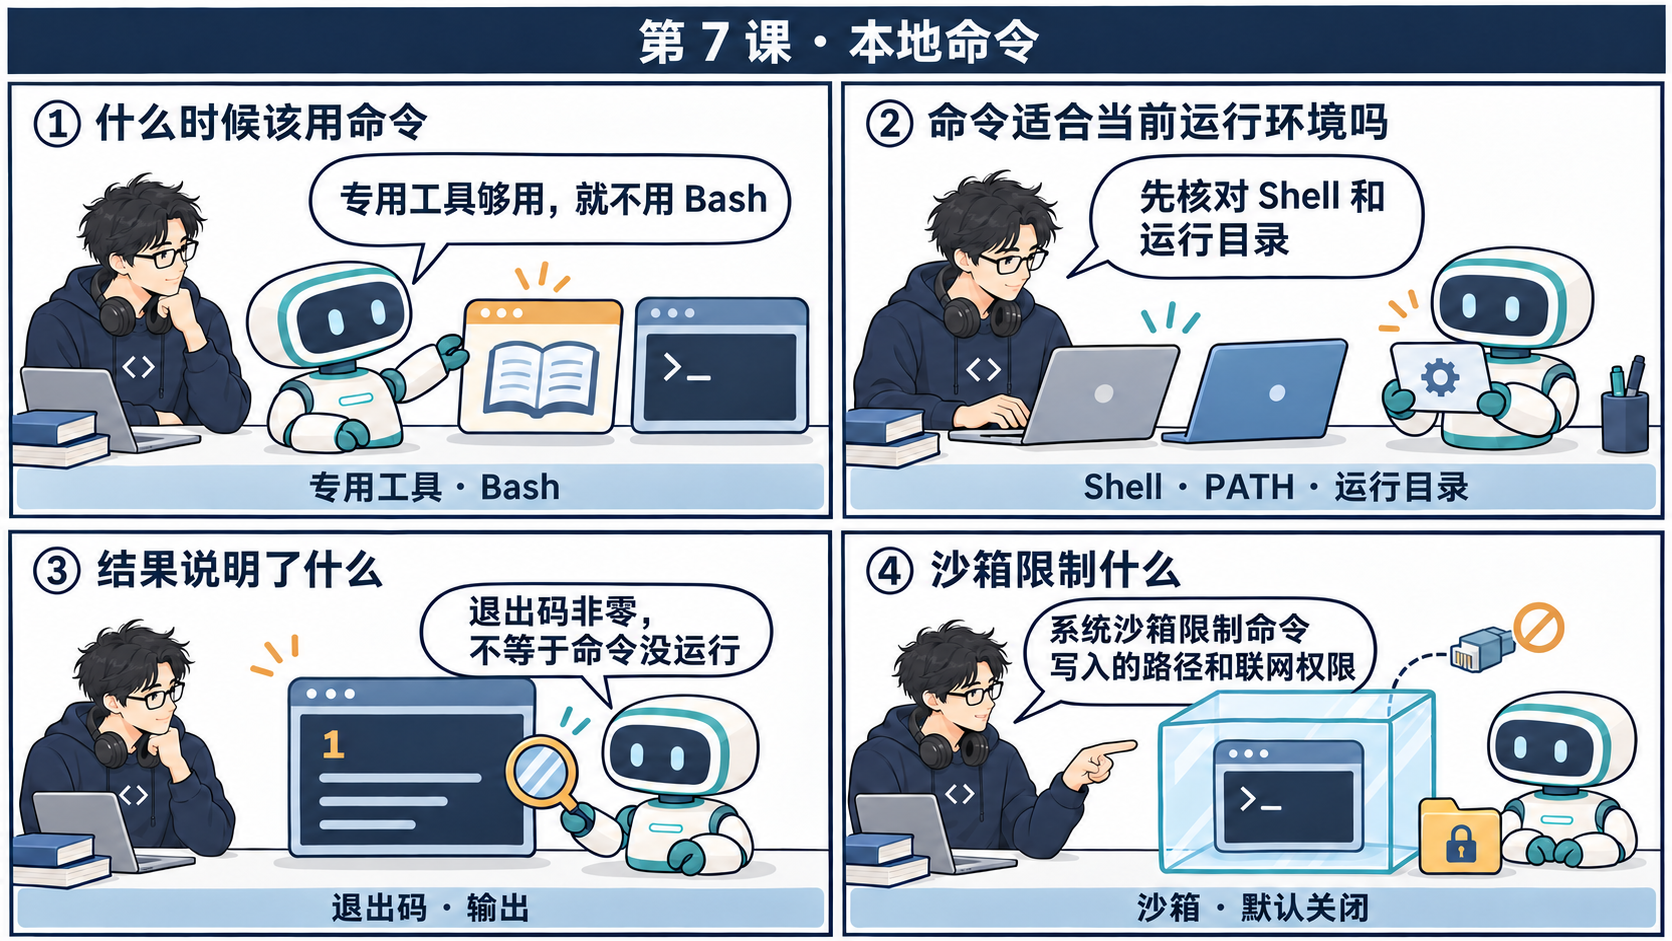 第 7 课 · 本地命令
① 什么时候该用命令
专用工具够用，就不用 Bash
>_
<>
专用工具 · Bash
② 命令适合当前运行环境吗
先核对 Shell 和
运行目录
<>
Shell · PATH · 运行目录
③ 结果说明了什么
退出码非零，
不等于命令没运行
1
<>
退出码 · 输出
④ 沙箱限制什么
系统沙箱限制命令
写入的路径和联网权限
<>
>_
沙箱 · 默认关闭